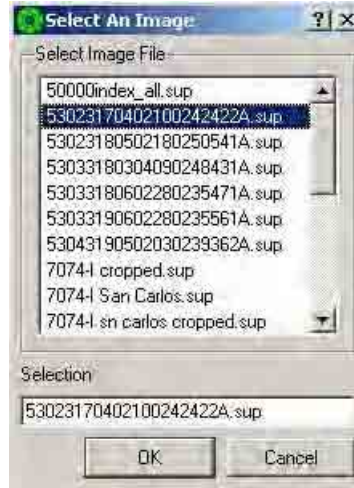 Select An Image
Select Image File
50000index_all.sup
53023170402100242422A.sup
53023180502180250541A.sup
53033180304090248431A.sup
53033180602280235471A.sup
53033190602280235561A.sup
53043190502030239362A.sup
7074-I cropped.sup
7074-I San Carlos.sup
7074-I sn carlos cropped.sup
Selection
53023170402100242422A.sup
OK Cancel